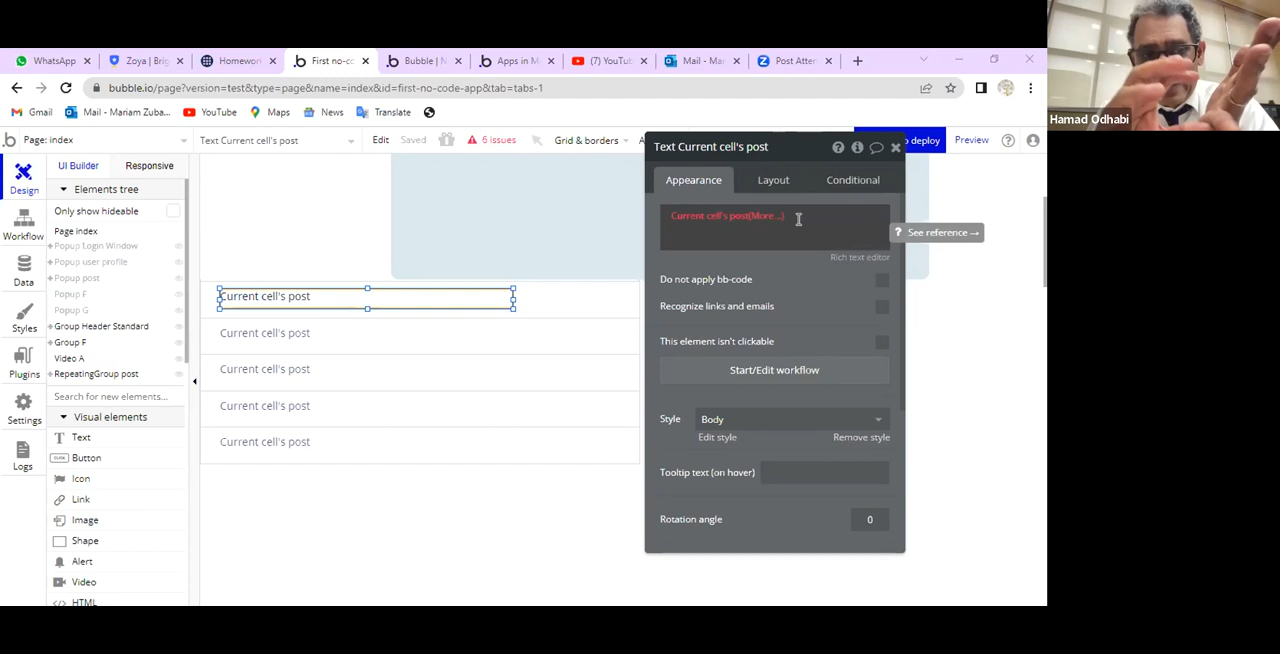 WhatsApp
Zoya | Brig
Homework
First no-co
Bubble | N
Apps in M
(7) YouTub
Mail - Mari
Post Atten
bubble.io/page?version=test&type=page&name=index&id=first-no-code-app&tab=tabs-1
Gmail
Mail - Mariam Zuba...
YouTube
Maps
News
Translate
Hamad Odhabi
Page: index
Text Current cell's post
Edit
Saved
6 issues
Grid & borders
o deploy
Preview
Design
Workflow
Data
Styles
Plugins
Settings
Logs
UI Builder
Responsive
Elements tree
Only show hideable
Page index
Popup Login Window
Popup user profile
Popup post
Popup F
Popup G
Group Header Standard
Group F
Video A
RepeatingGroup post
Search for new elements...
Visual elements
Text
Button
Icon
Link
Image
Shape
Alert
Video
HTML
Current cell's post
Current cell's post
Current cell's post
Current cell's post
Current cell's post
Text Current cell's post
Appearance
Layout
Conditional
Current cell's post(More...)
? See reference →
Rich text editor
Do not apply bb-code
Recognize links and emails
This element isn't clickable
Start/Edit workflow
Style
Body
Edit style
Remove style
Tooltip text (on hover)
Rotation angle
0